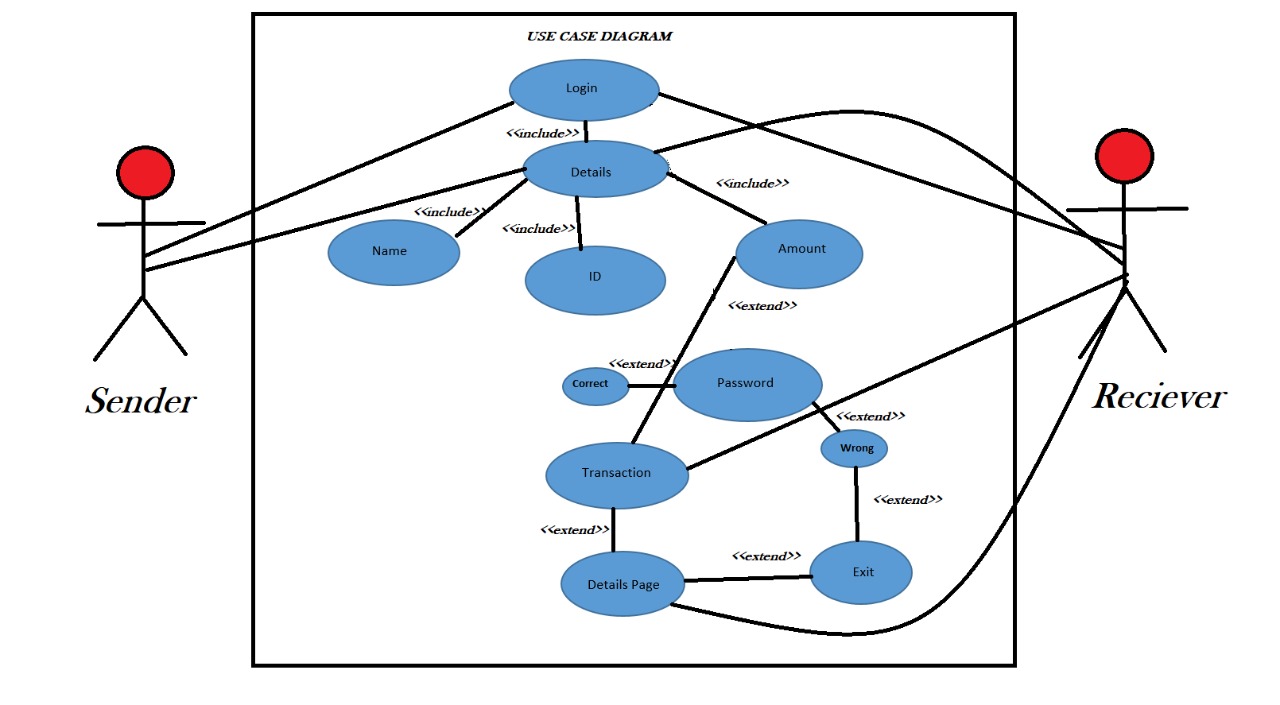 USE CASE DIAGRAM
Login
<<include>>
Details
<<include>>
<<include>>
<<include>>
Name
ID
Amount
<<extend>>
<<extend>>
Correct
Password
<<extend>>
Wrong
Sender
Reciever
Transaction
<<extend>>
<<extend>>
<<extend>>
Details Page
Exit